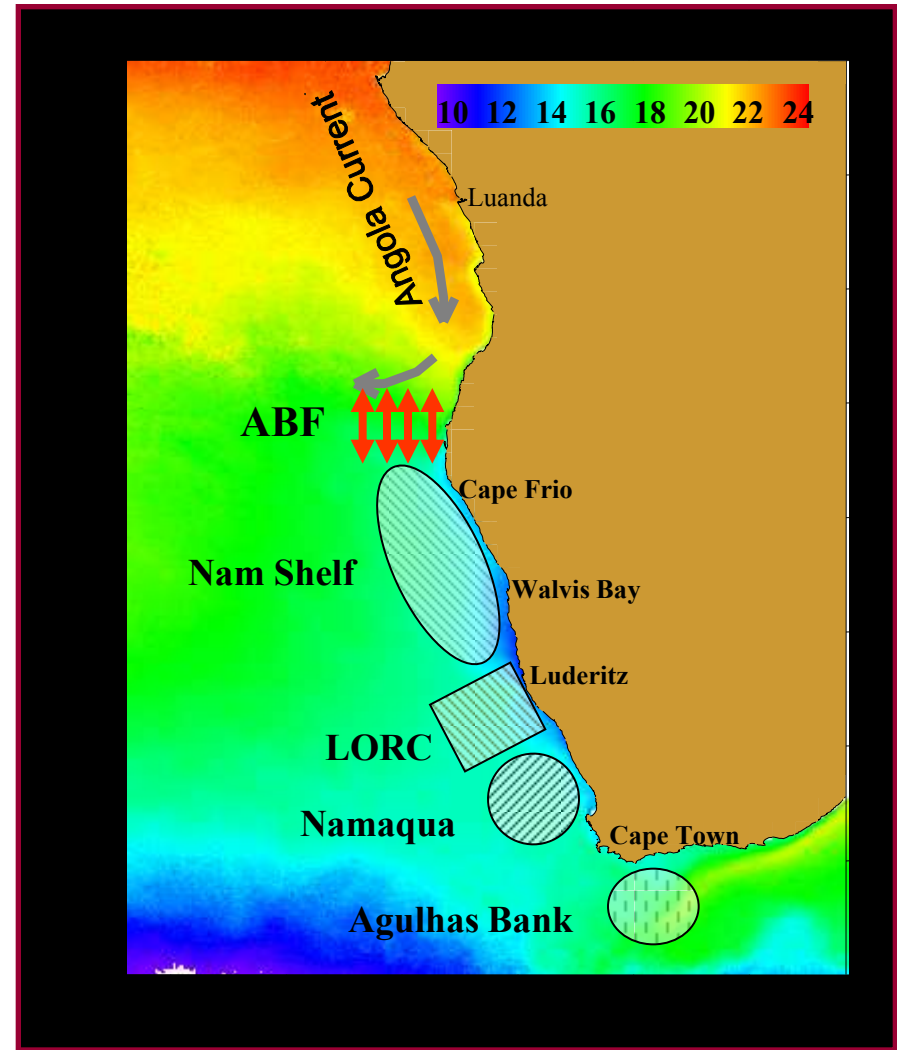 10 12 14 16 18 20 22 24
Angola Current
Luanda
ABF
Cape Frio
Nam Shelf
Walvis Bay
Luderitz
LORC
Namaqua
Cape Town
Agulhas Bank